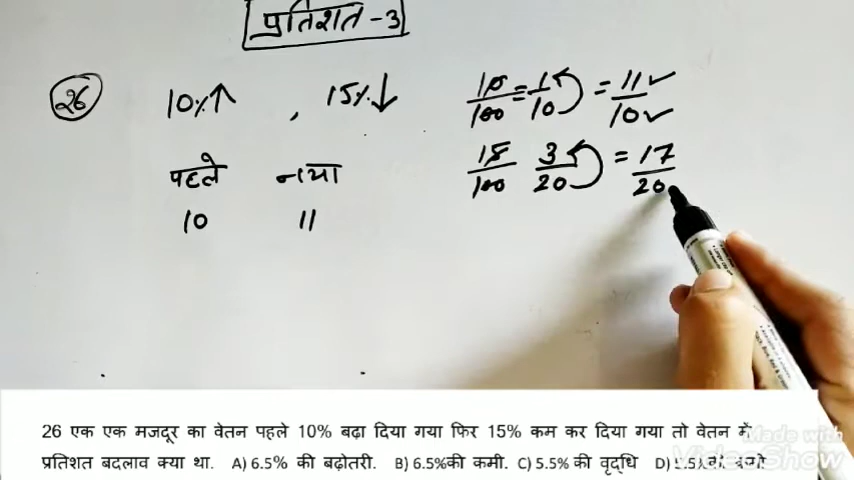 प्रतिशत-3
26 10%↑ , 15%↓ 10/100 = 1/10 = 11/10
15/100 3/20 = 17/20
पहले नया
10 11
26 एक एक मजदूर का वेतन पहले 10% बढ़ा दिया गया फिर 15% कम कर दिया गया तो वेतन में
प्रतिशत बदलाव क्या था. A) 6.5% की बढ़ोतरी. B) 6.5%की कमी. C) 5.5% की वृद्धि D)
Made with
VideoShow